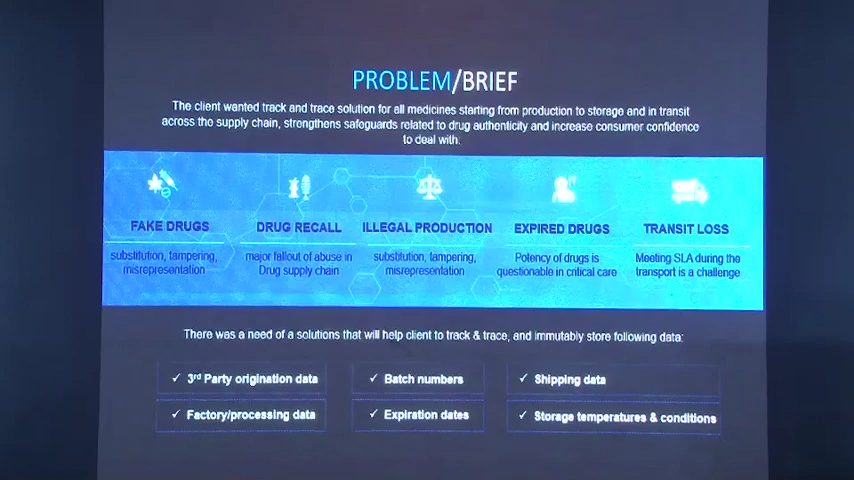 PROBLEM/BRIEF
The client wanted track and trace solution for all medicines starting from production to storage and in transit
across the supply chain, strengthens safeguards related to drug authenticity and increase consumer confidence
to deal with:
FAKE DRUGS
substitution, tampering,
misrepresentation
DRUG RECALL
major fallout of abuse in
Drug supply chain
ILLEGAL PRODUCTION
substitution, tampering,
misrepresentation
EXPIRED DRUGS
Potency of drugs is
questionable in critical care
TRANSIT LOSS
Meeting SLA during the
transport is a challenge
There was a need of a solutions that will help client to track & trace, and immutably store following data:
✓ 3rd Party origination data
✓ Batch numbers
✓ Shipping data
✓ Factory/processing data
✓ Expiration dates
✓ Storage temperatures & conditions